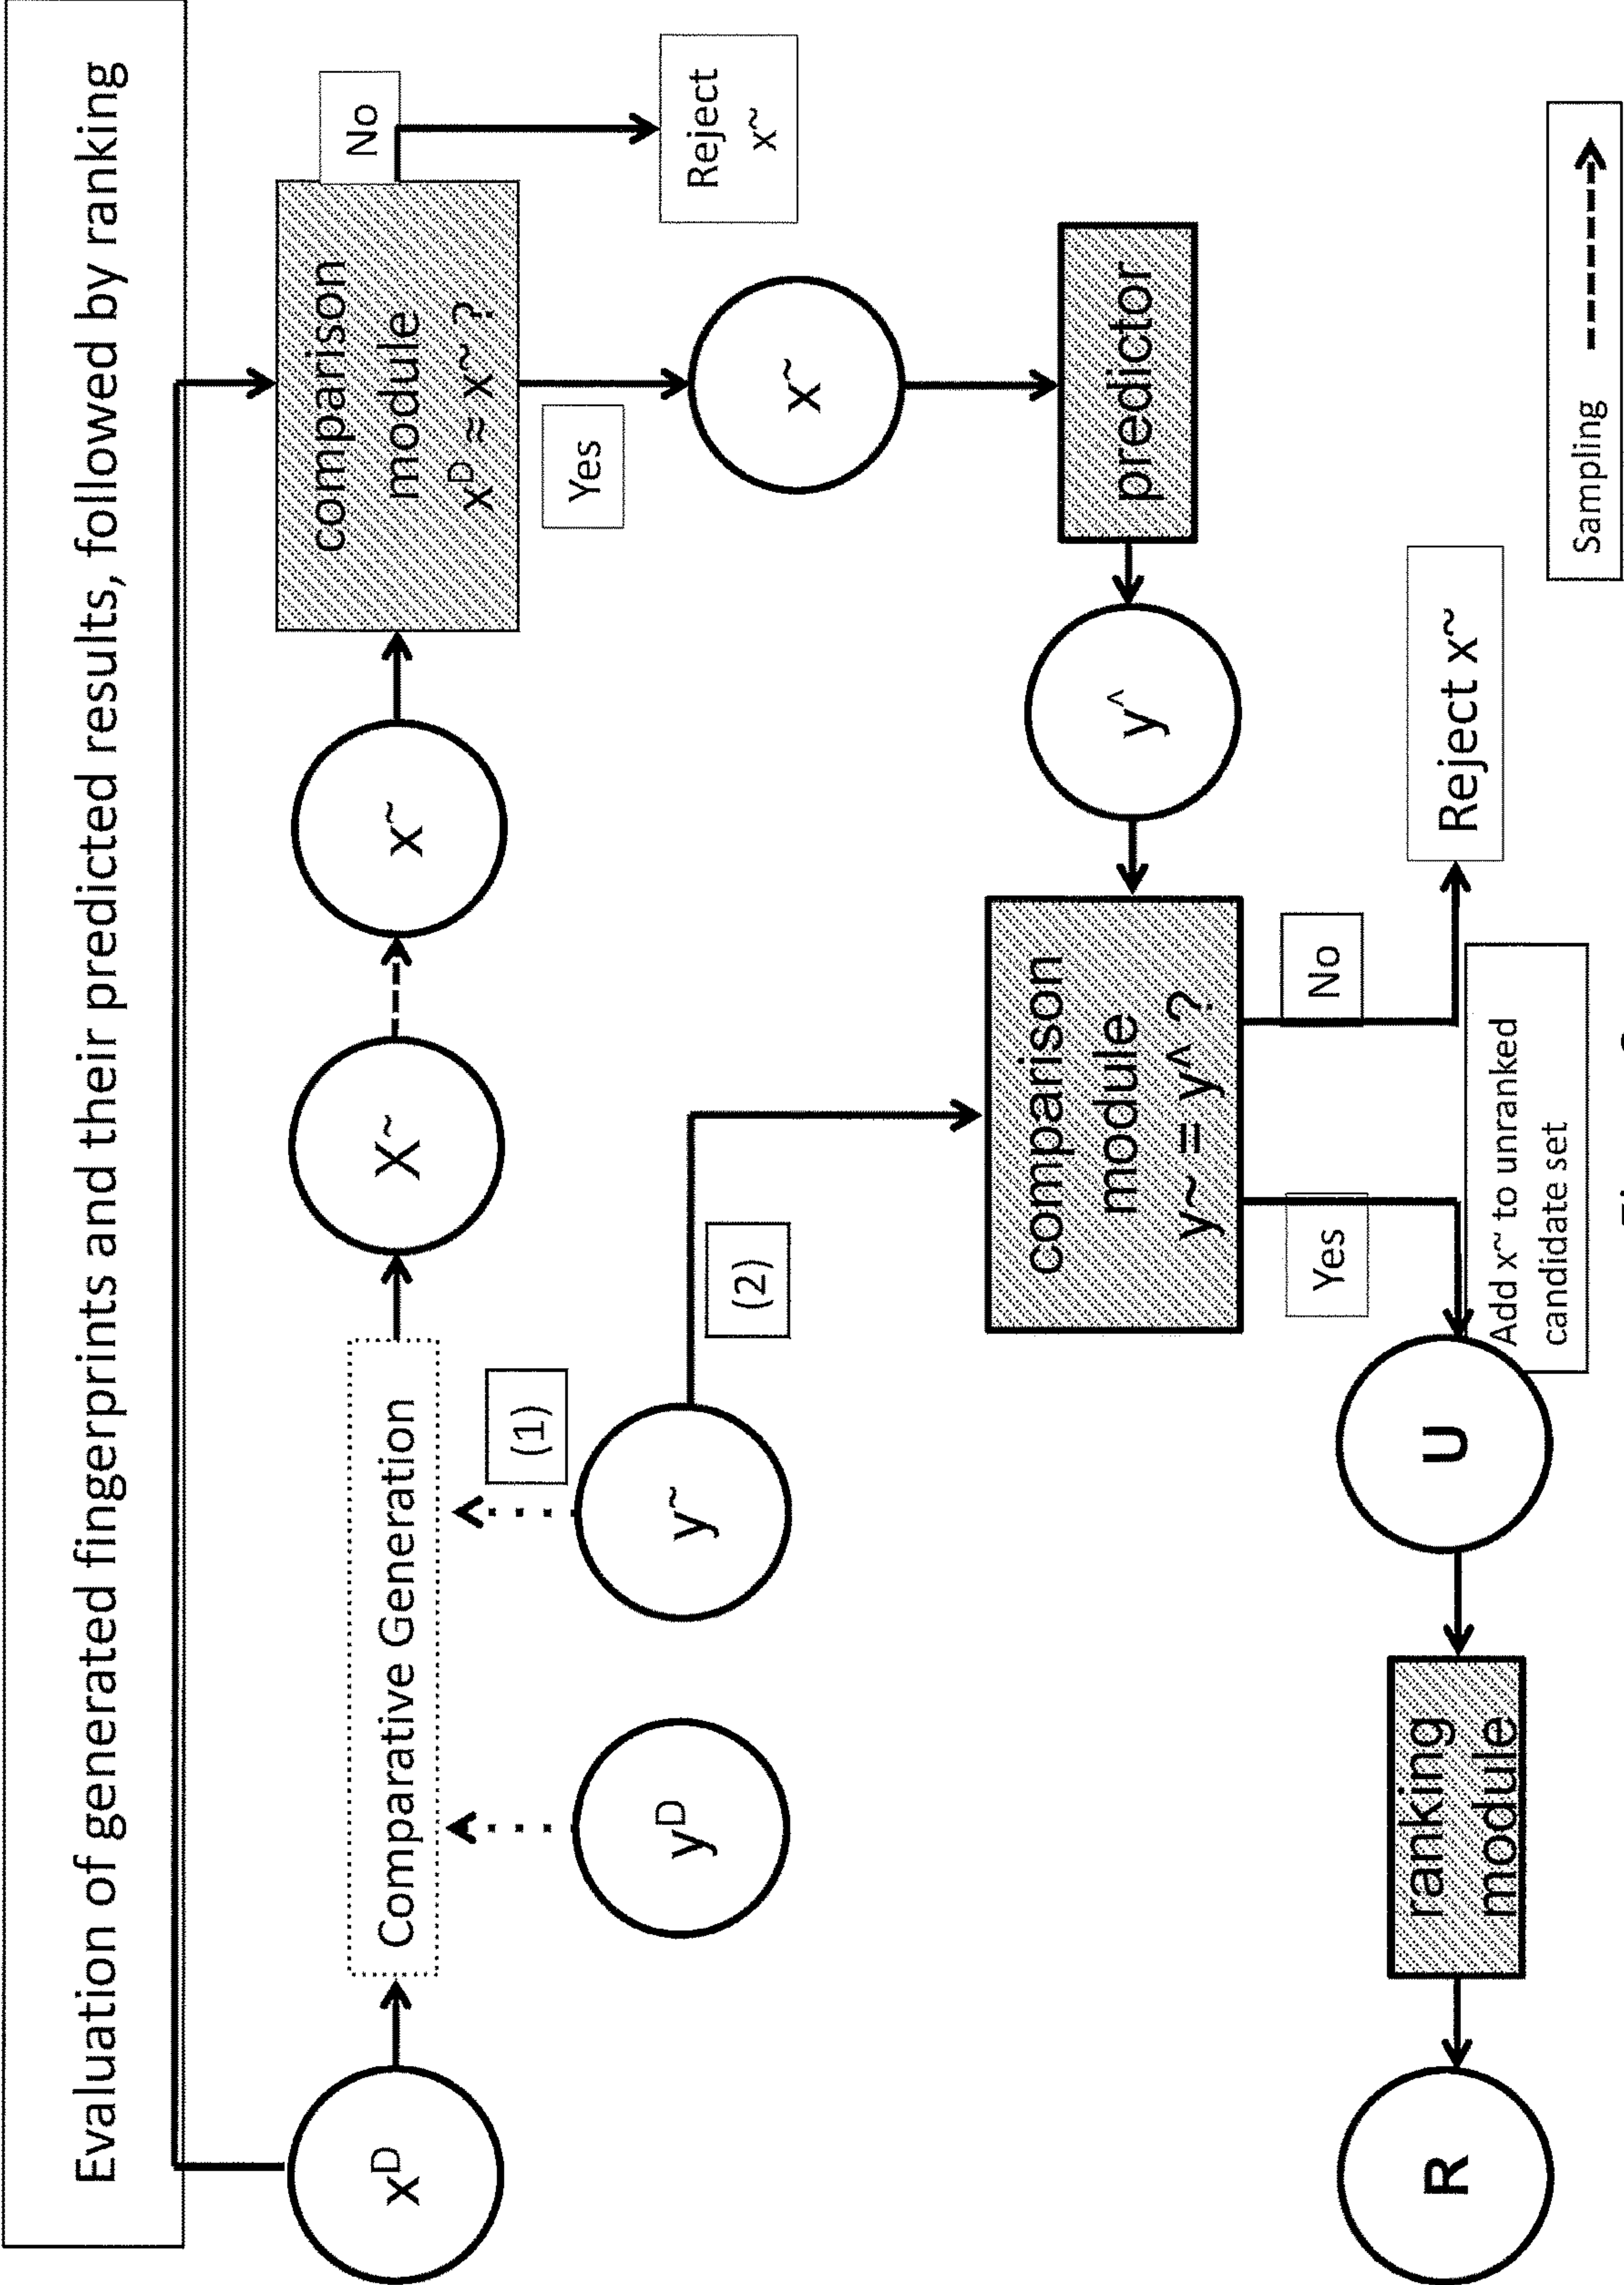 Evaluation of generated fingerprints and their predicted results, followed by ranking
x^D
Comparative Generation
X~
x~
comparison
module
x^D ≈ x~ ?
No
Reject
x~
Yes
x~
y^D
y~
(1)
(2)
predictor
y^
comparison
module
y~ = y^ ?
No
Reject x~
Yes
Add x~ to unranked
candidate set
U
ranking
module
R
Sampling